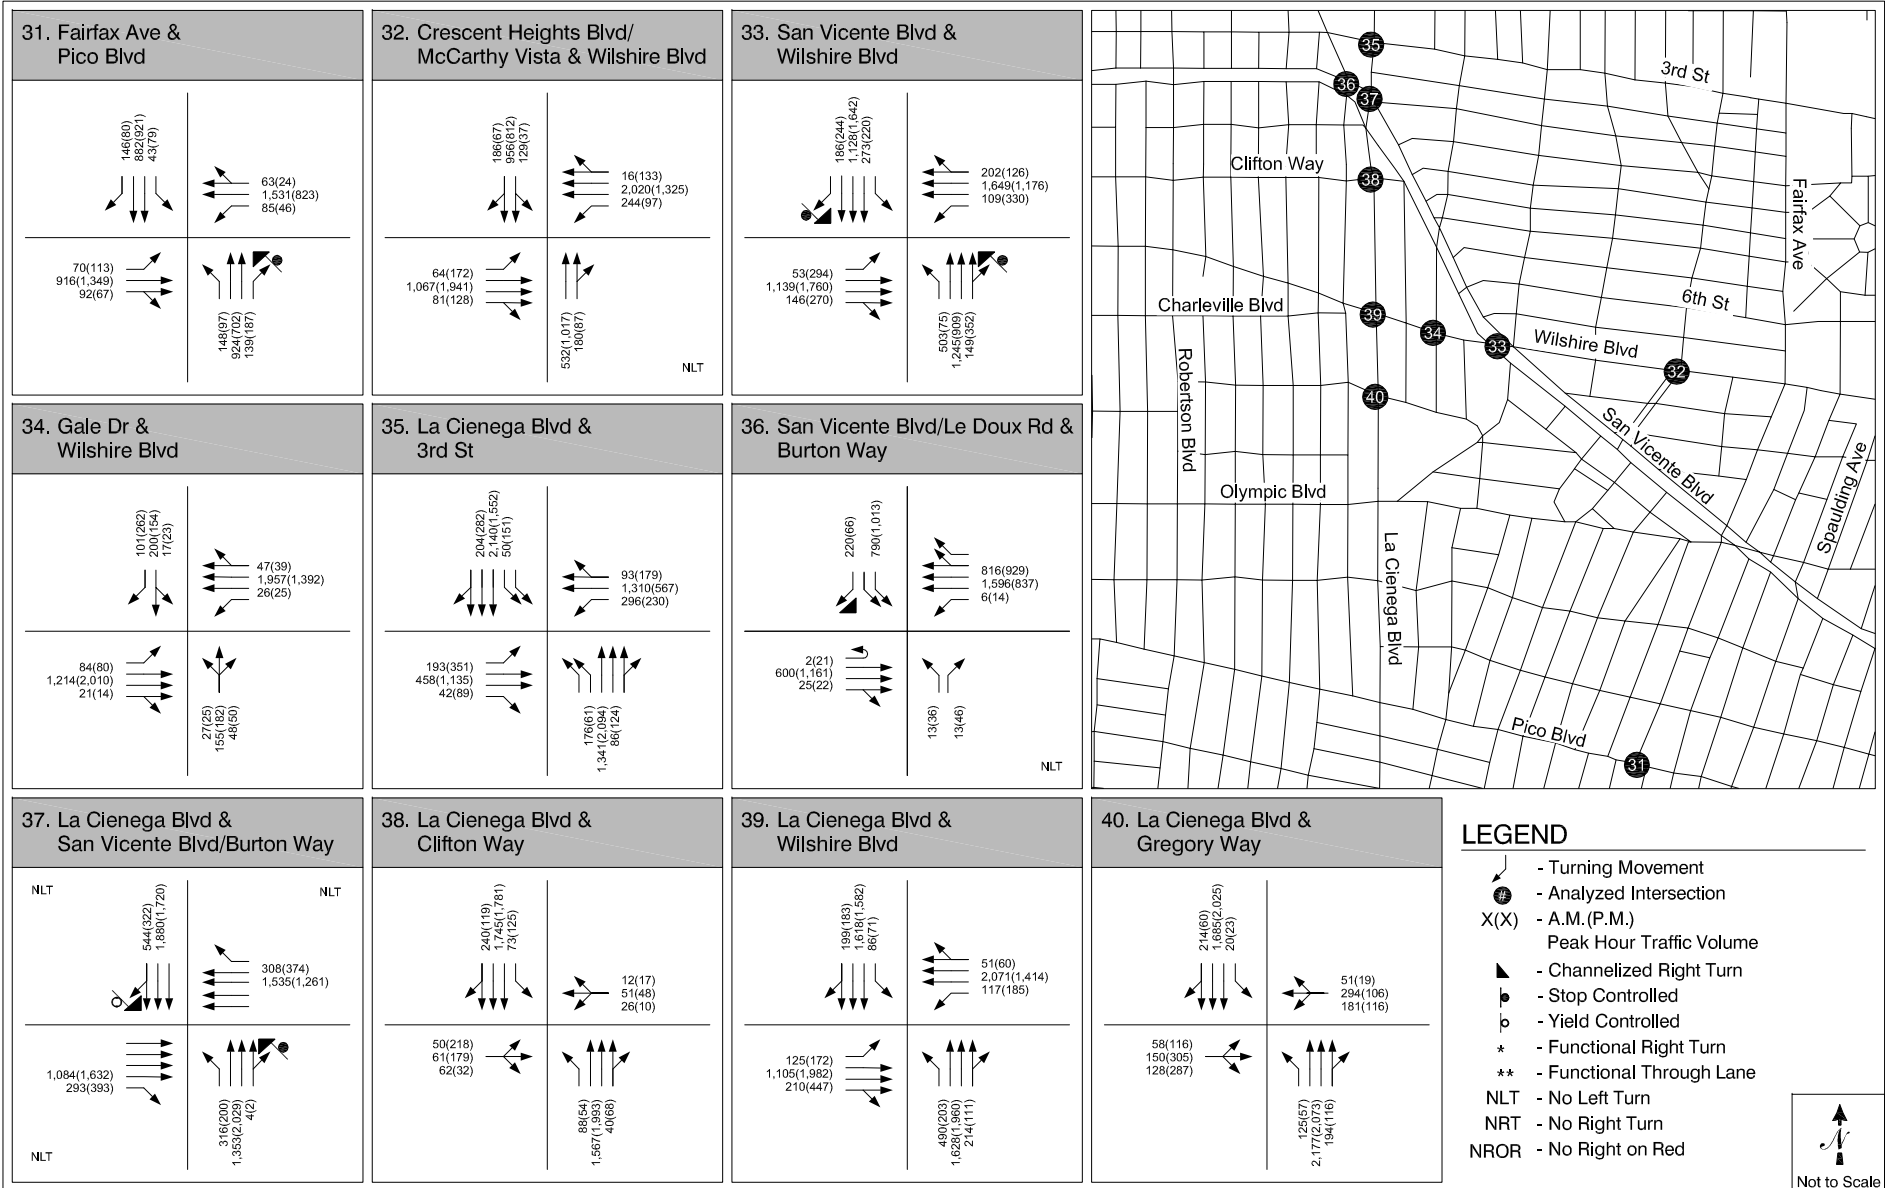 31. Fairfax Ave &
Pico Blvd
146(80)
882(921)
43(79)
63(24)
1,531(823)
85(46)
70(113)
916(1,349)
92(67)
148(97)
924(702)
139(187)
32. Crescent Heights Blvd/
McCarthy Vista & Wilshire Blvd
186(67)
956(812)
129(37)
16(133)
2,020(1,325)
244(97)
64(172)
1,067(1,941)
81(128)
532(1,017)
180(87)
NLT
33. San Vicente Blvd &
Wilshire Blvd
186(244)
1,128(1,642)
273(220)
202(126)
1,649(1,176)
109(330)
53(294)
1,139(1,760)
146(270)
503(75)
1,245(909)
149(352)
34. Gale Dr &
Wilshire Blvd
101(262)
200(154)
17(23)
47(39)
1,957(1,392)
26(25)
84(80)
1,214(2,010)
21(14)
27(25)
155(182)
48(50)
35. La Cienega Blvd &
3rd St
204(282)
2,140(1,552)
50(151)
93(179)
1,310(567)
296(230)
193(351)
458(1,135)
42(89)
176(61)
1,341(2,094)
86(124)
36. San Vicente Blvd/Le Doux Rd &
Burton Way
220(66)
790(1,013)
816(929)
1,596(837)
6(14)
2(21)
600(1,161)
25(22)
13(36)
13(46)
NLT
37. La Cienega Blvd &
San Vicente Blvd/Burton Way
NLT
NLT
544(322)
1,880(1,720)
308(374)
1,535(1,261)
1,084(1,632)
293(393)
316(200)
1,353(2,029)
4(2)
NLT
38. La Cienega Blvd &
Clifton Way
240(119)
1,745(1,781)
73(125)
12(17)
51(48)
26(10)
50(218)
61(179)
62(32)
88(54)
1,567(1,993)
40(68)
39. La Cienega Blvd &
Wilshire Blvd
199(183)
1,618(1,582)
86(71)
51(60)
2,071(1,414)
117(185)
125(172)
1,105(1,982)
210(447)
490(203)
1,628(1,960)
214(111)
40. La Cienega Blvd &
Gregory Way
214(60)
1,685(2,025)
20(23)
51(19)
294(106)
181(116)
58(116)
150(305)
128(287)
125(57)
2,177(2,073)
194(116)
35
3rd St
36
37
Clifton Way
38
Fairfax Ave
6th St
Charleville Blvd
39
34
33
Wilshire Blvd
32
Robertson Blvd
40
San Vicente Blvd
Olympic Blvd
Spaulding Ave
La Cienega Blvd
Pico Blvd
31
LEGEND
- Turning Movement
# - Analyzed Intersection
X(X) - A.M.(P.M.)
Peak Hour Traffic Volume
- Channelized Right Turn
- Stop Controlled
- Yield Controlled
* - Functional Right Turn
** - Functional Through Lane
NLT - No Left Turn
NRT - No Right Turn
NROR - No Right on Red
N
Not to Scale